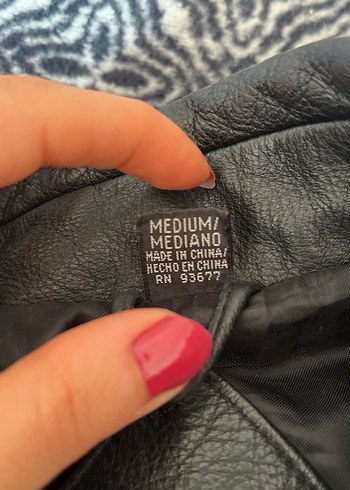 MEDIUM/
MEDIANO
MADE IN CHINA/
HECHO EN CHINA
RN 93677